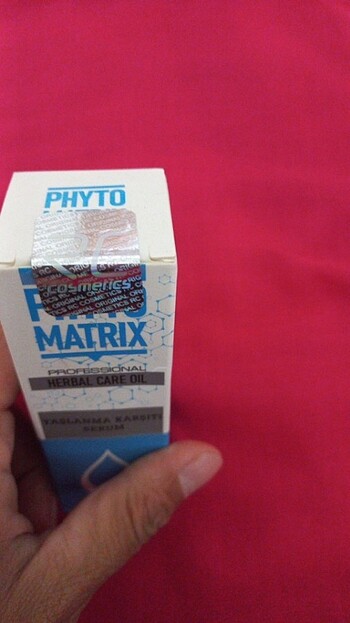 PHYTO
cosmetics
MATRIX
PROFESSIONAL
HERBAL CARE OIL
YAŞLANMA KARŞITI
SERUM